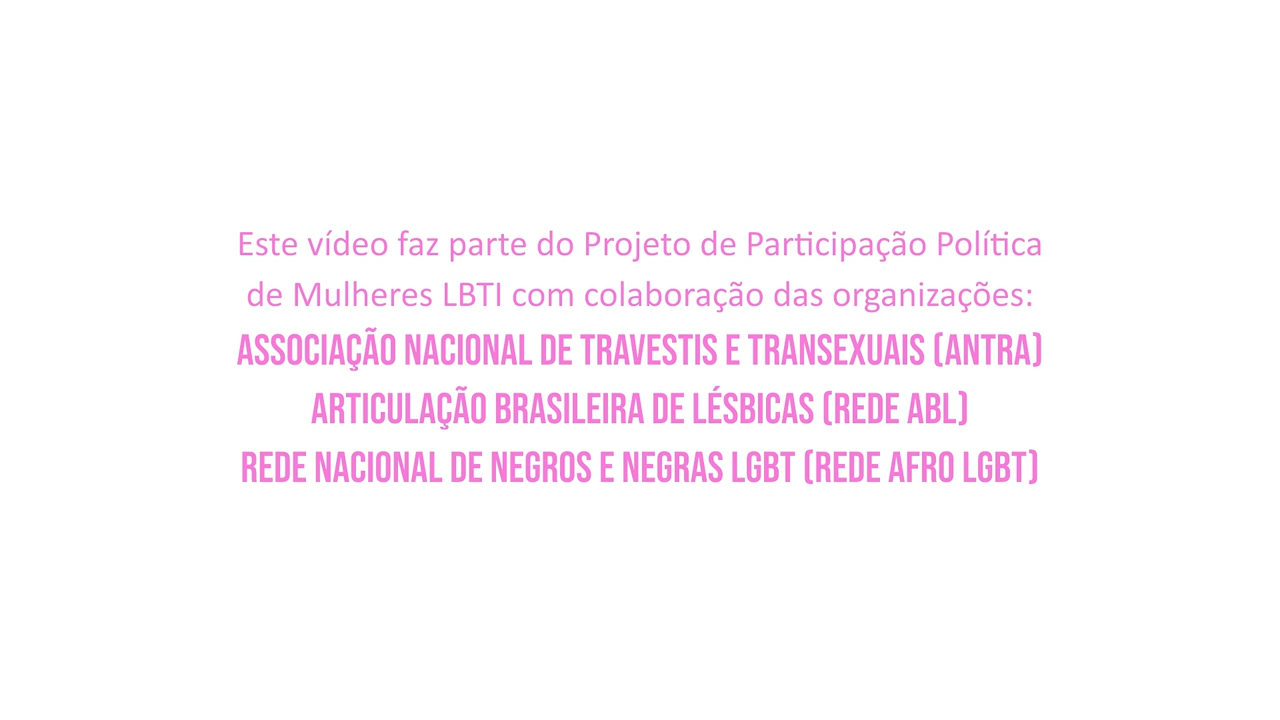 Este vídeo faz parte do Projeto de Participação Política
de Mulheres LBTI com colaboração das organizações:
ASSOCIAÇÃO NACIONAL DE TRAVESTIS E TRANSEXUAIS (ANTRA)
ARTICULAÇÃO BRASILEIRA DE LÉSBICAS (REDE ABL)
REDE NACIONAL DE NEGROS E NEGRAS LGBT (REDE AFRO LGBT)